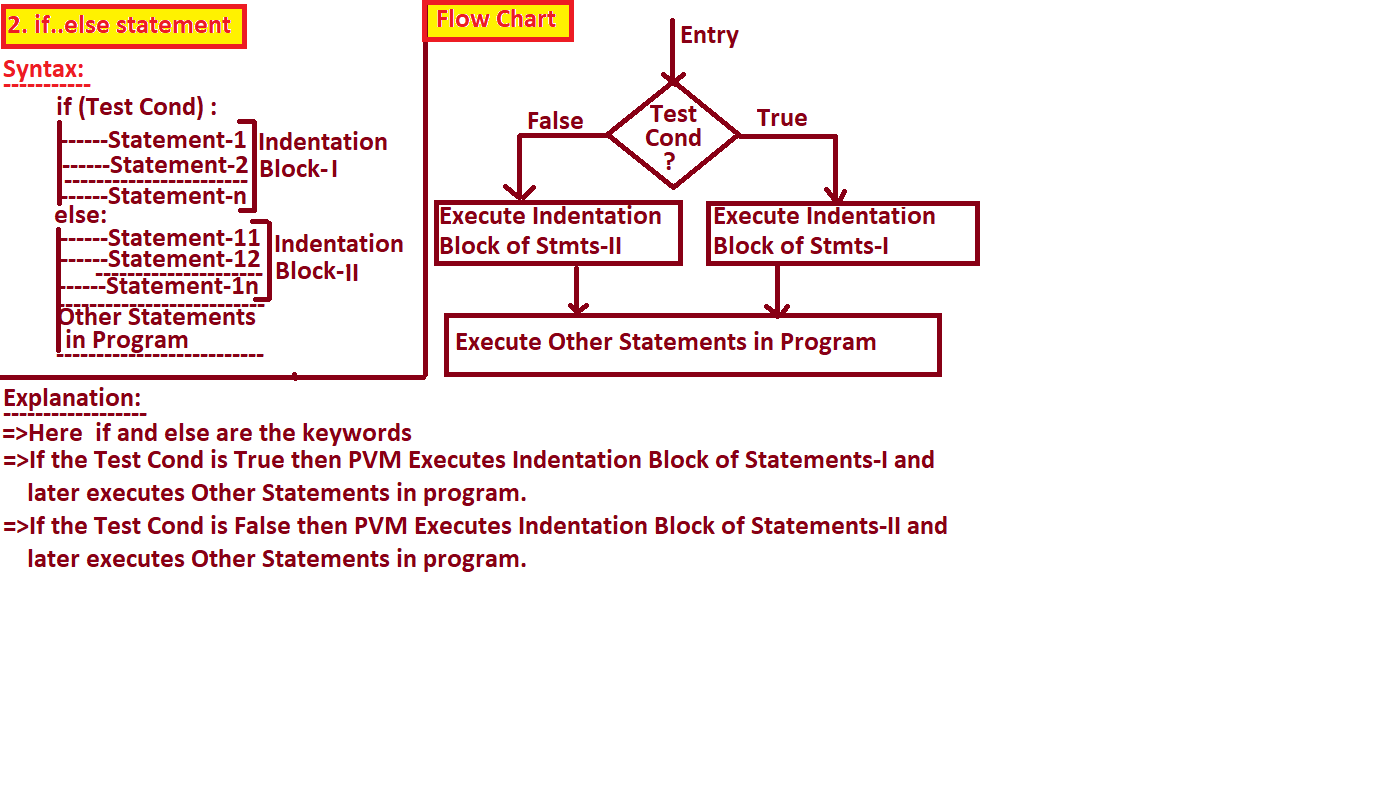 2. if..else statement
Syntax:
-----------
if (Test Cond) :
------Statement-1
------Statement-2
-----------------------
------Statement-n
Indentation
Block-I
else:
------Statement-11
------Statement-12
---------------------
------Statement-1n
Indentation
Block-II
--------------------------
Other Statements
in Program
--------------------------
Flow Chart
Entry
Test
Cond
?
False
True
Execute Indentation
Block of Stmts-II
Execute Indentation
Block of Stmts-I
Execute Other Statements in Program
Explanation:
------------------
=>Here  if and else are the keywords
=>If the Test Cond is True then PVM Executes Indentation Block of Statements-I and
later executes Other Statements in program.
=>If the Test Cond is False then PVM Executes Indentation Block of Statements-II and
later executes Other Statements in program.